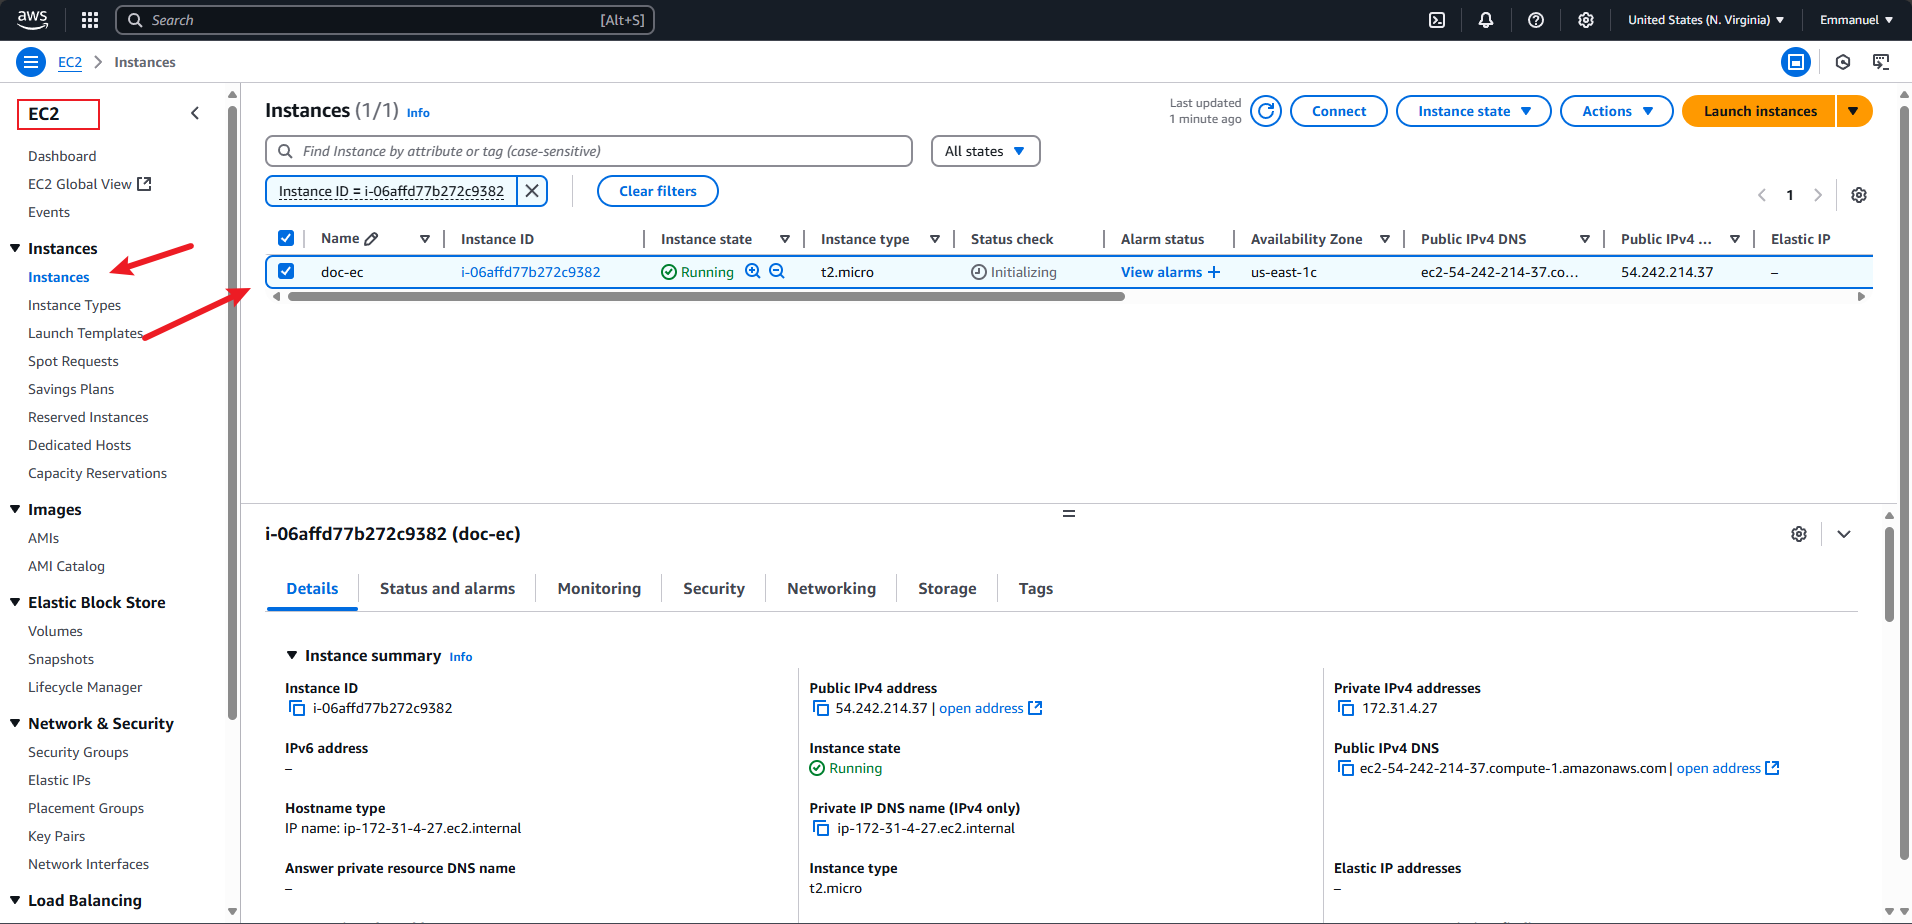 aws
Search
[Alt+S]
United States (N. Virginia)
Emmanuel
EC2
Instances
EC2
Dashboard
EC2 Global View
Events
Instances
Instances
Instance Types
Launch Templates
Spot Requests
Savings Plans
Reserved Instances
Dedicated Hosts
Capacity Reservations
Images
AMIs
AMI Catalog
Elastic Block Store
Volumes
Snapshots
Lifecycle Manager
Network & Security
Security Groups
Elastic IPs
Placement Groups
Key Pairs
Network Interfaces
Load Balancing
Instances (1/1) Info
Last updated
1 minute ago
Connect
Instance state
Actions
Launch instances
Find Instance by attribute or tag (case-sensitive)
All states
Instance ID = i-06affd77b272c9382
Clear filters
1
Name Instance ID Instance state Instance type Status check Alarm status Availability Zone Public IPv4 DNS Public IPv4 ... Elastic IP
doc-ec i-06affd77b272c9382 Running t2.micro Initializing View alarms + us-east-1c ec2-54-242-214-37.co... 54.242.214.37 –
i-06affd77b272c9382 (doc-ec)
Details Status and alarms Monitoring Security Networking Storage Tags
Instance summary Info
Instance ID
i-06affd77b272c9382
Public IPv4 address
54.242.214.37 | open address
Private IPv4 addresses
172.31.4.27
IPv6 address
–
Instance state
Running
Public IPv4 DNS
ec2-54-242-214-37.compute-1.amazonaws.com | open address
Hostname type
IP name: ip-172-31-4-27.ec2.internal
Private IP DNS name (IPv4 only)
ip-172-31-4-27.ec2.internal
Answer private resource DNS name
–
Instance type
t2.micro
Elastic IP addresses
–